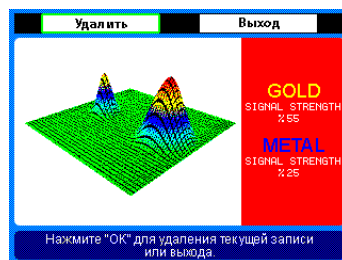 Удалить
Выход
GOLD
SIGNAL STRENGTH
%55
METAL
SIGNAL STRENGTH
%25
Нажмите "ОК" для удаления текущей записи
или выхода.